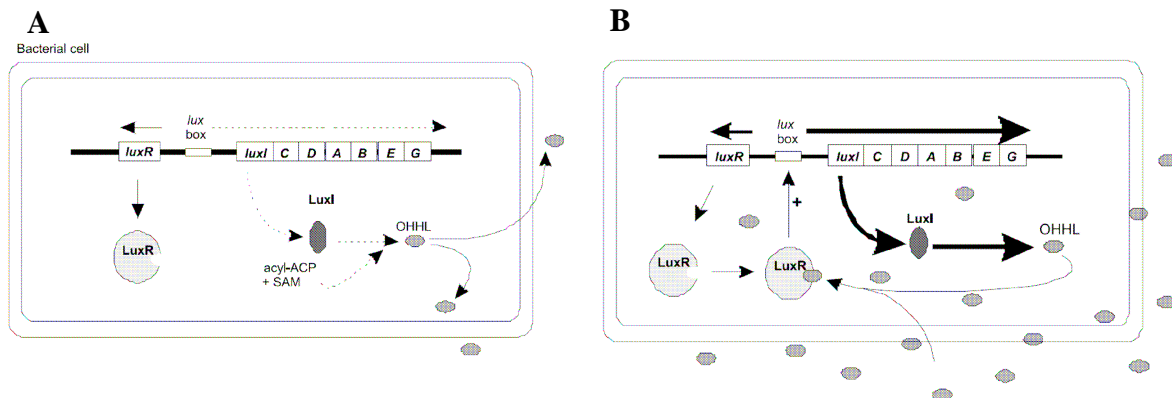 A
Bacterial cell
lux
box
luxR
luxI C D A B E G
LuxR
LuxI
OHHL
acyl-ACP
+ SAM
B
lux
box
luxR
luxI C D A B E G
+
LuxI
OHHL
LuxR
LuxR